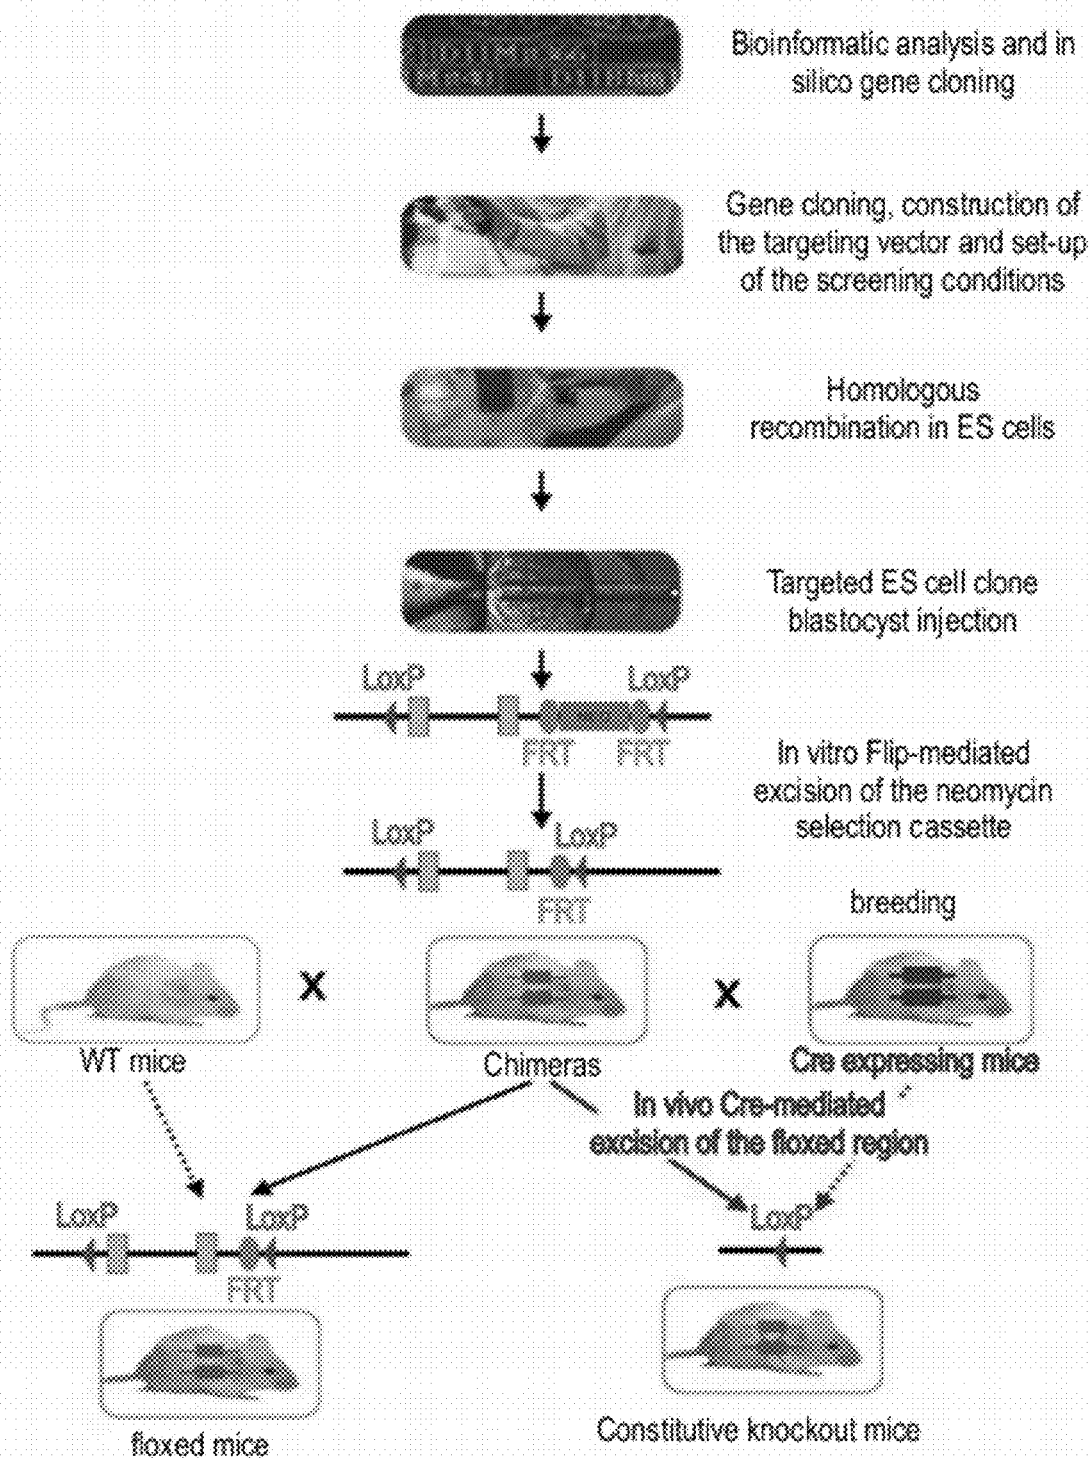 Bioinformatic analysis and in
silico gene cloning
Gene cloning, construction of
the targeting vector and set-up
of the screening conditions
Homologous
recombination in ES cells
Targeted ES cell clone
blastocyst injection
LoxP
LoxP
FRT
FRT
In vitro Flip-mediated
excision of the neomycin
selection cassette
LoxP
LoxP
FRT
breeding
X
X
WT mice
Chimeras
Cre expressing mice
In vivo Cre-mediated
excision of the floxed region
LoxP
LoxP
FRT
LoxP
floxed mice
Constitutive knockout mice